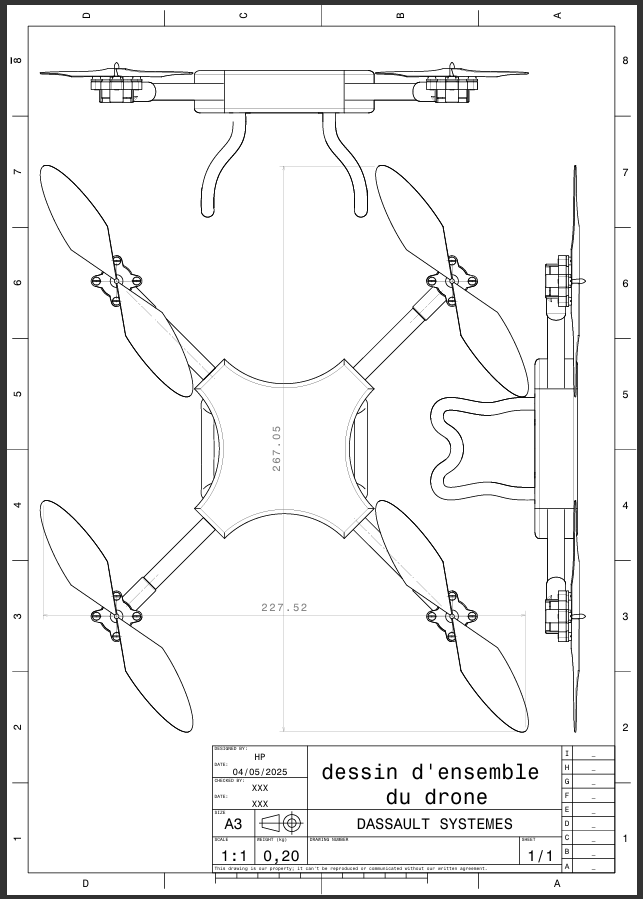 D C B A
8 8
7 7
6 6
5 5
267.05
4 4
227.52
3 3
2 2
DESIGNED BY:
HP
DATE:
04/05/2025
CHECKED BY:
XXX
DATE:
XXX
dessin d'ensemble
du drone
SIZE
A3
DASSAULT SYSTEMES
SCALE
1:1
WEIGHT (kg)
0,20
DRAWING NUMBER
SHEET
1/1
I _
H _
G _
F _
E _
D _
C _
B _
A _
1 1
This drawing is our property; it can't be reproduced or communicated without our written agreement.
D A